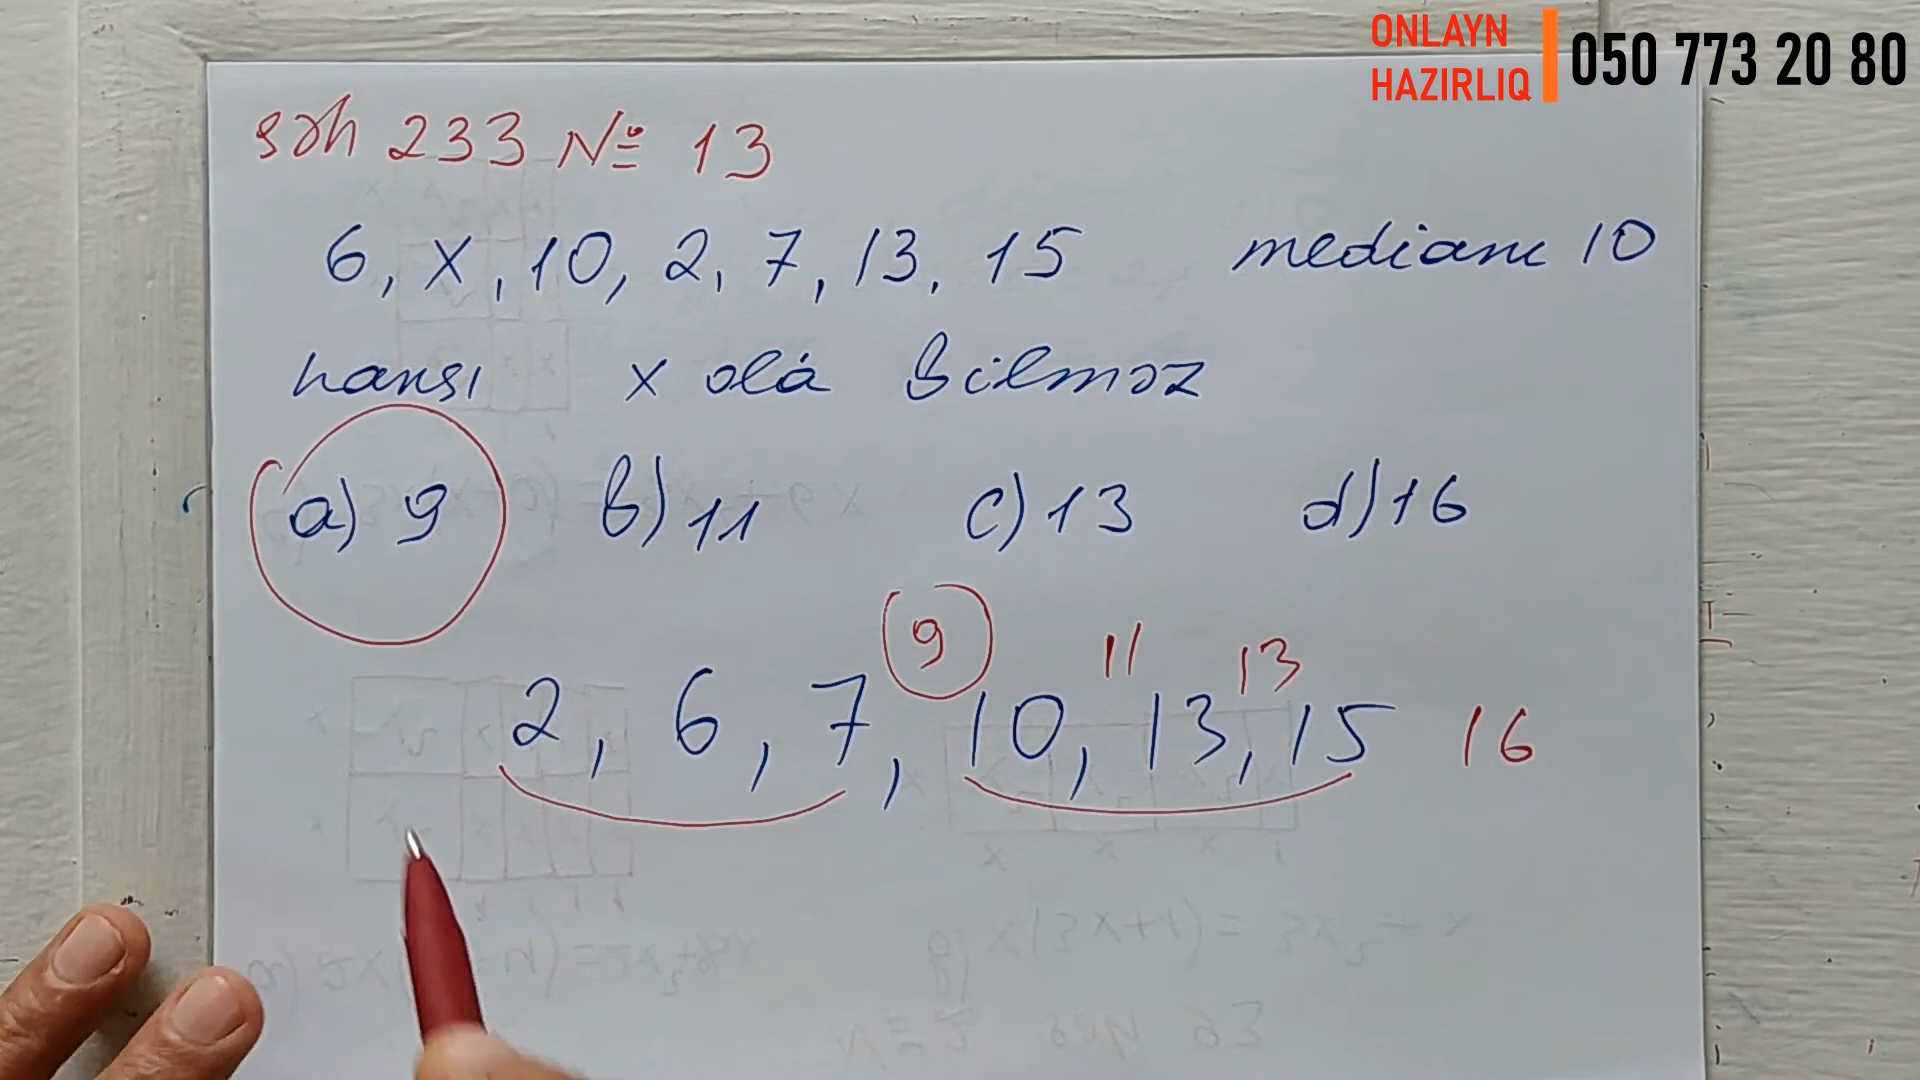 ONLAYN HAZIRLIQ | 050 773 20 80
səh 233 № 13
6, x, 10, 2, 7, 13, 15 medianı 10
hansı x ola bilməz
a) 9 b) 11 c) 13 d) 16
9 11 13
2, 6, 7, 10, 13, 15 16